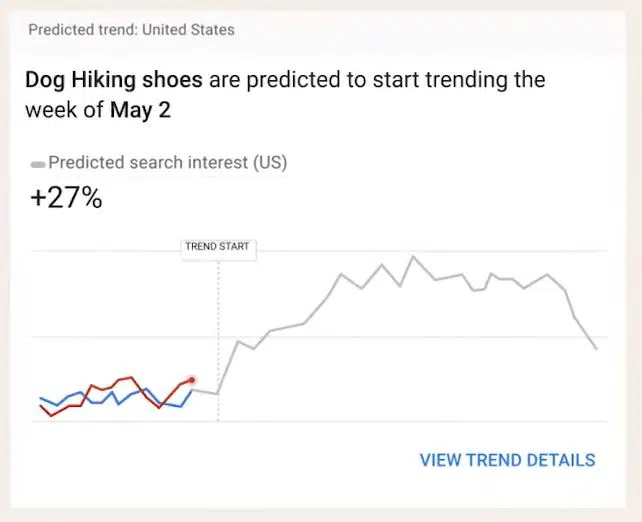 Predicted trend: United States
Dog Hiking shoes are predicted to start trending the
week of May 2
Predicted search interest (US)
+27%
TREND START
VIEW TREND DETAILS